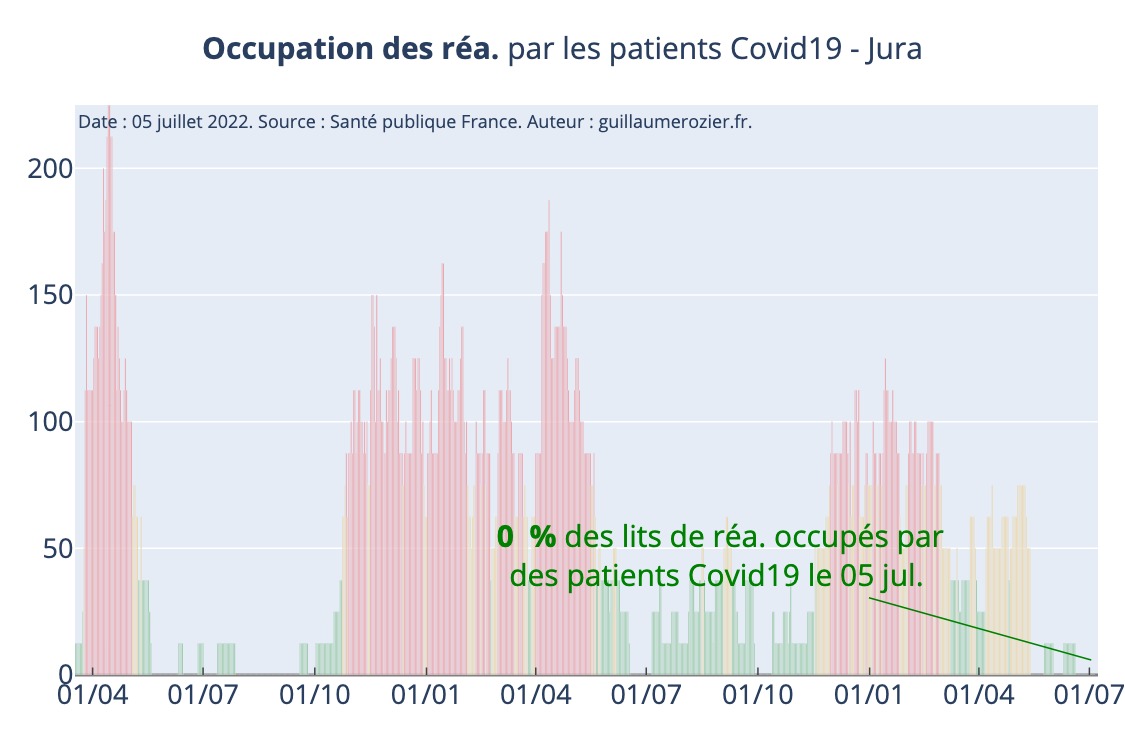 Occupation des réa. par les patients Covid19 - Jura
Date : 05 juillet 2022. Source : Santé publique France. Auteur : guillaumerozier.fr.
200
150
100
50
0
0 % des lits de réa. occupés par
des patients Covid19 le 05 jul.
01/04 01/07 01/10 01/01 01/04 01/07 01/10 01/01 01/04 01/07